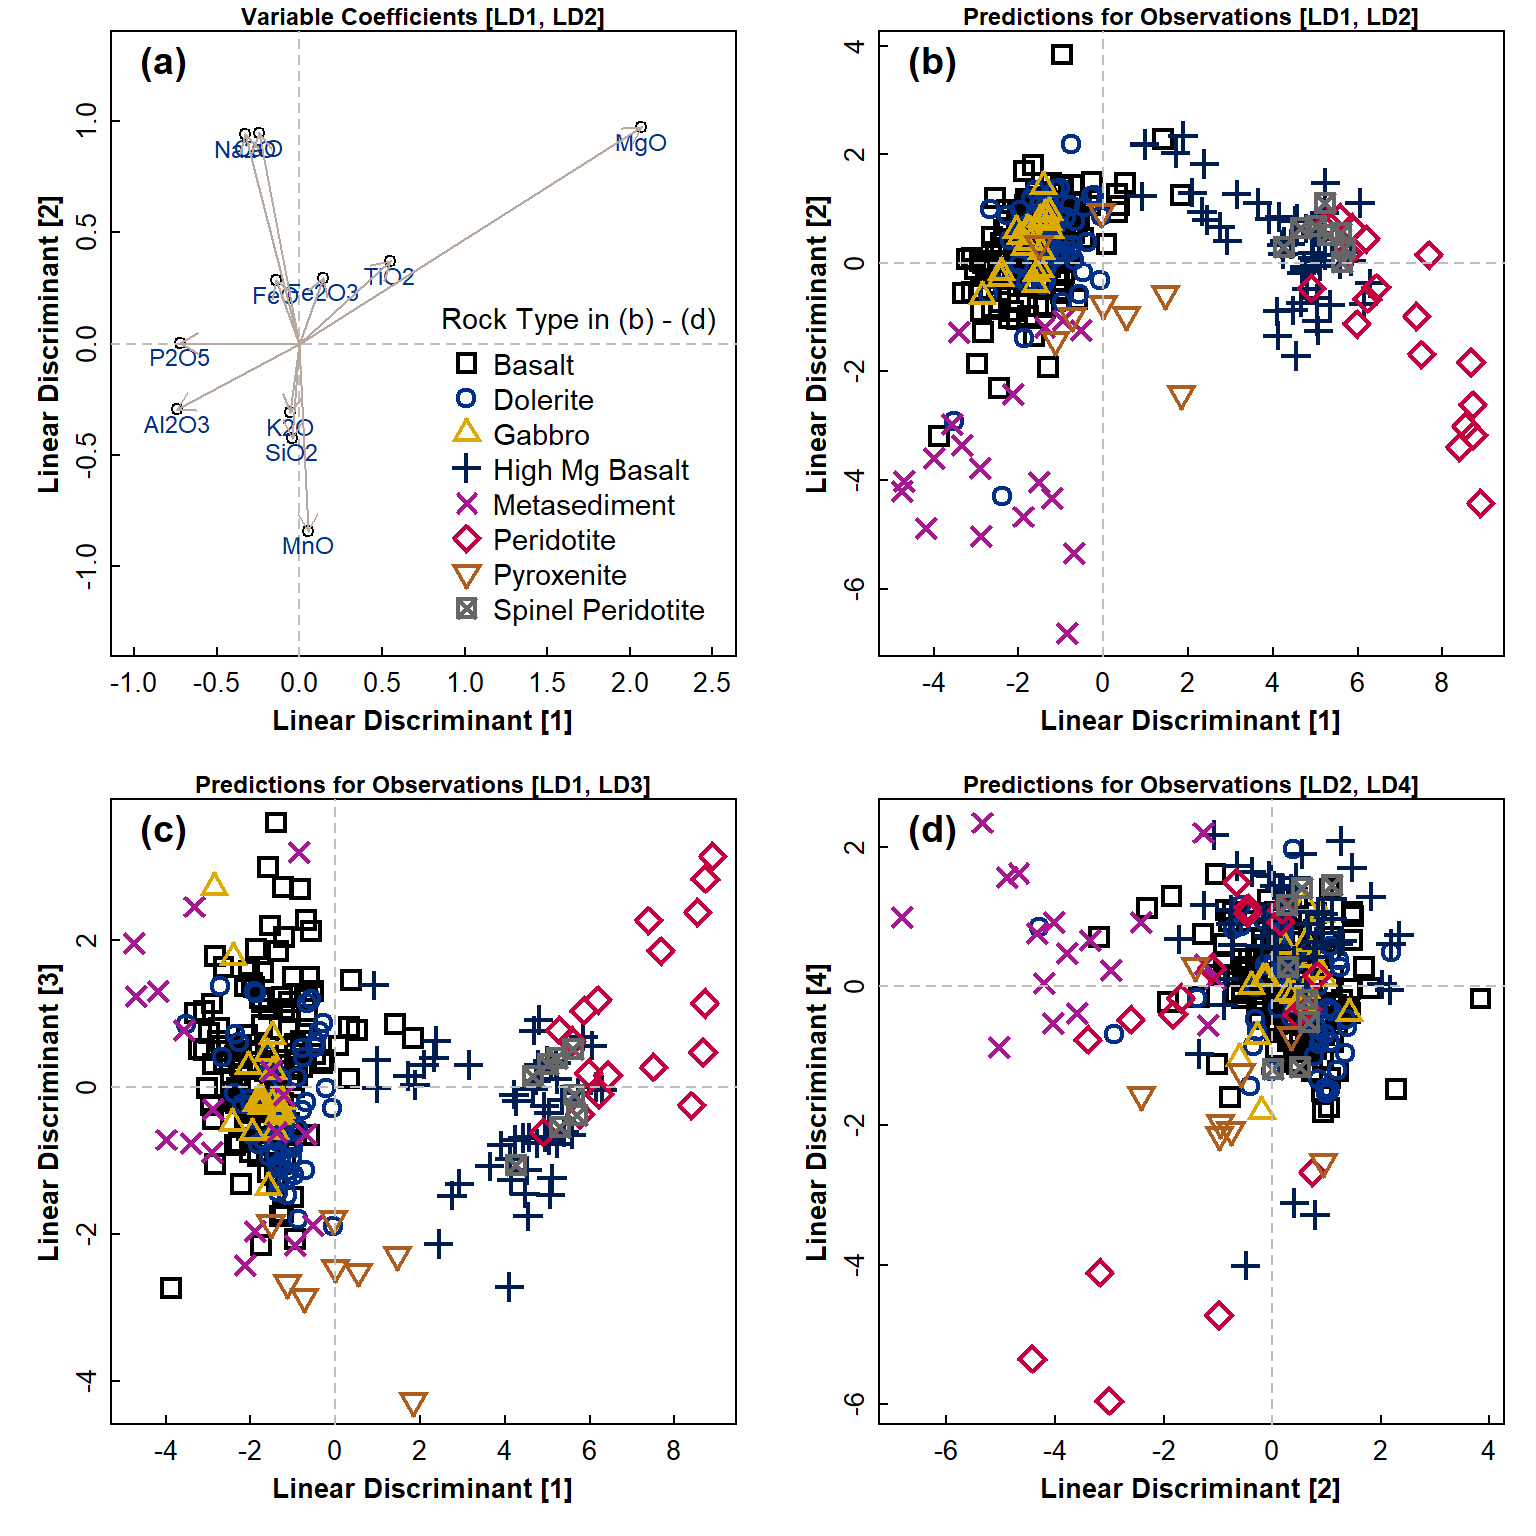 Variable Coefficients [LD1, LD2]
(a)
MgO
TiO2
Fe2O3
P2O5
Al2O3
K2O
SiO2
MnO
Rock Type in (b) - (d)
Basalt
Dolerite
Gabbro
High Mg Basalt
Metasediment
Peridotite
Pyroxenite
Spinel Peridotite
1.0
0.5
0.0
-0.5
-1.0
Linear Discriminant [2]
-1.0 -0.5 0.0 0.5 1.0 1.5 2.0 2.5
Linear Discriminant [1]
Predictions for Observations [LD1, LD2]
(b)
4
2
0
-2
-4
-6
Linear Discriminant [2]
-4 -2 0 2 4 6 8
Linear Discriminant [1]
Predictions for Observations [LD1, LD3]
(c)
2
0
-2
-4
Linear Discriminant [3]
-4 -2 0 2 4 6 8
Linear Discriminant [1]
Predictions for Observations [LD2, LD4]
(d)
2
0
-2
-4
-6
Linear Discriminant [4]
-6 -4 -2 0 2 4
Linear Discriminant [2]